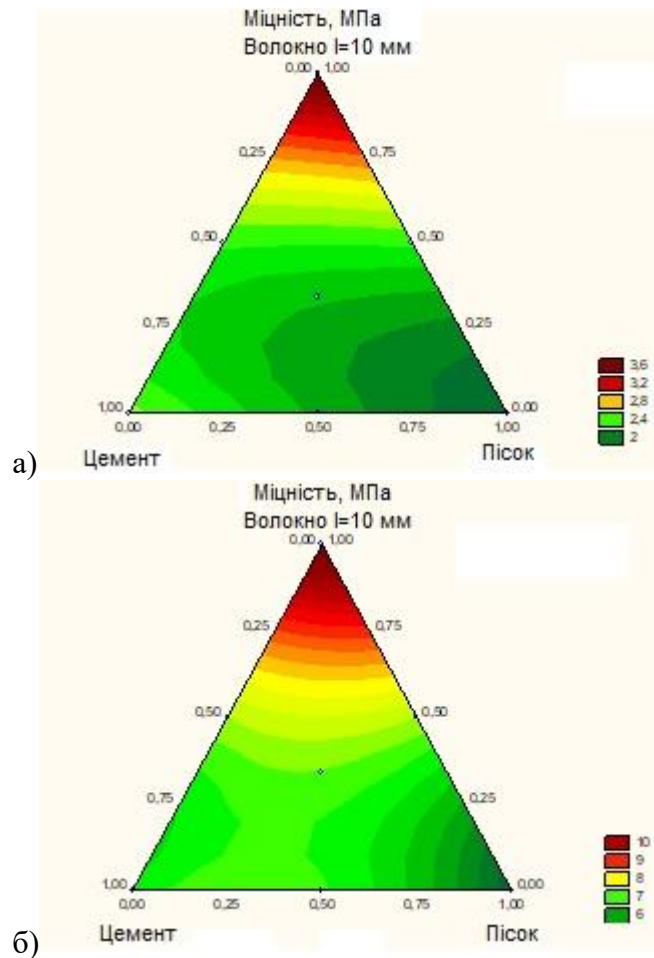 Міцність, МПа
Волокно l=10 мм
0,00 1,00
0,25 0,75
0,50 0,50
0,75 0,25
1,00 0,00
0,00 0,25 0,50 0,75 1,00
Цемент Пісок
3,6
3,2
2,8
2,4
2
а)
Міцність, МПа
Волокно l=10 мм
0,00 1,00
0,25 0,75
0,50 0,50
0,75 0,25
1,00 0,00
0,00 0,25 0,50 0,75 1,00
Цемент Пісок
10
9
8
7
6
б)